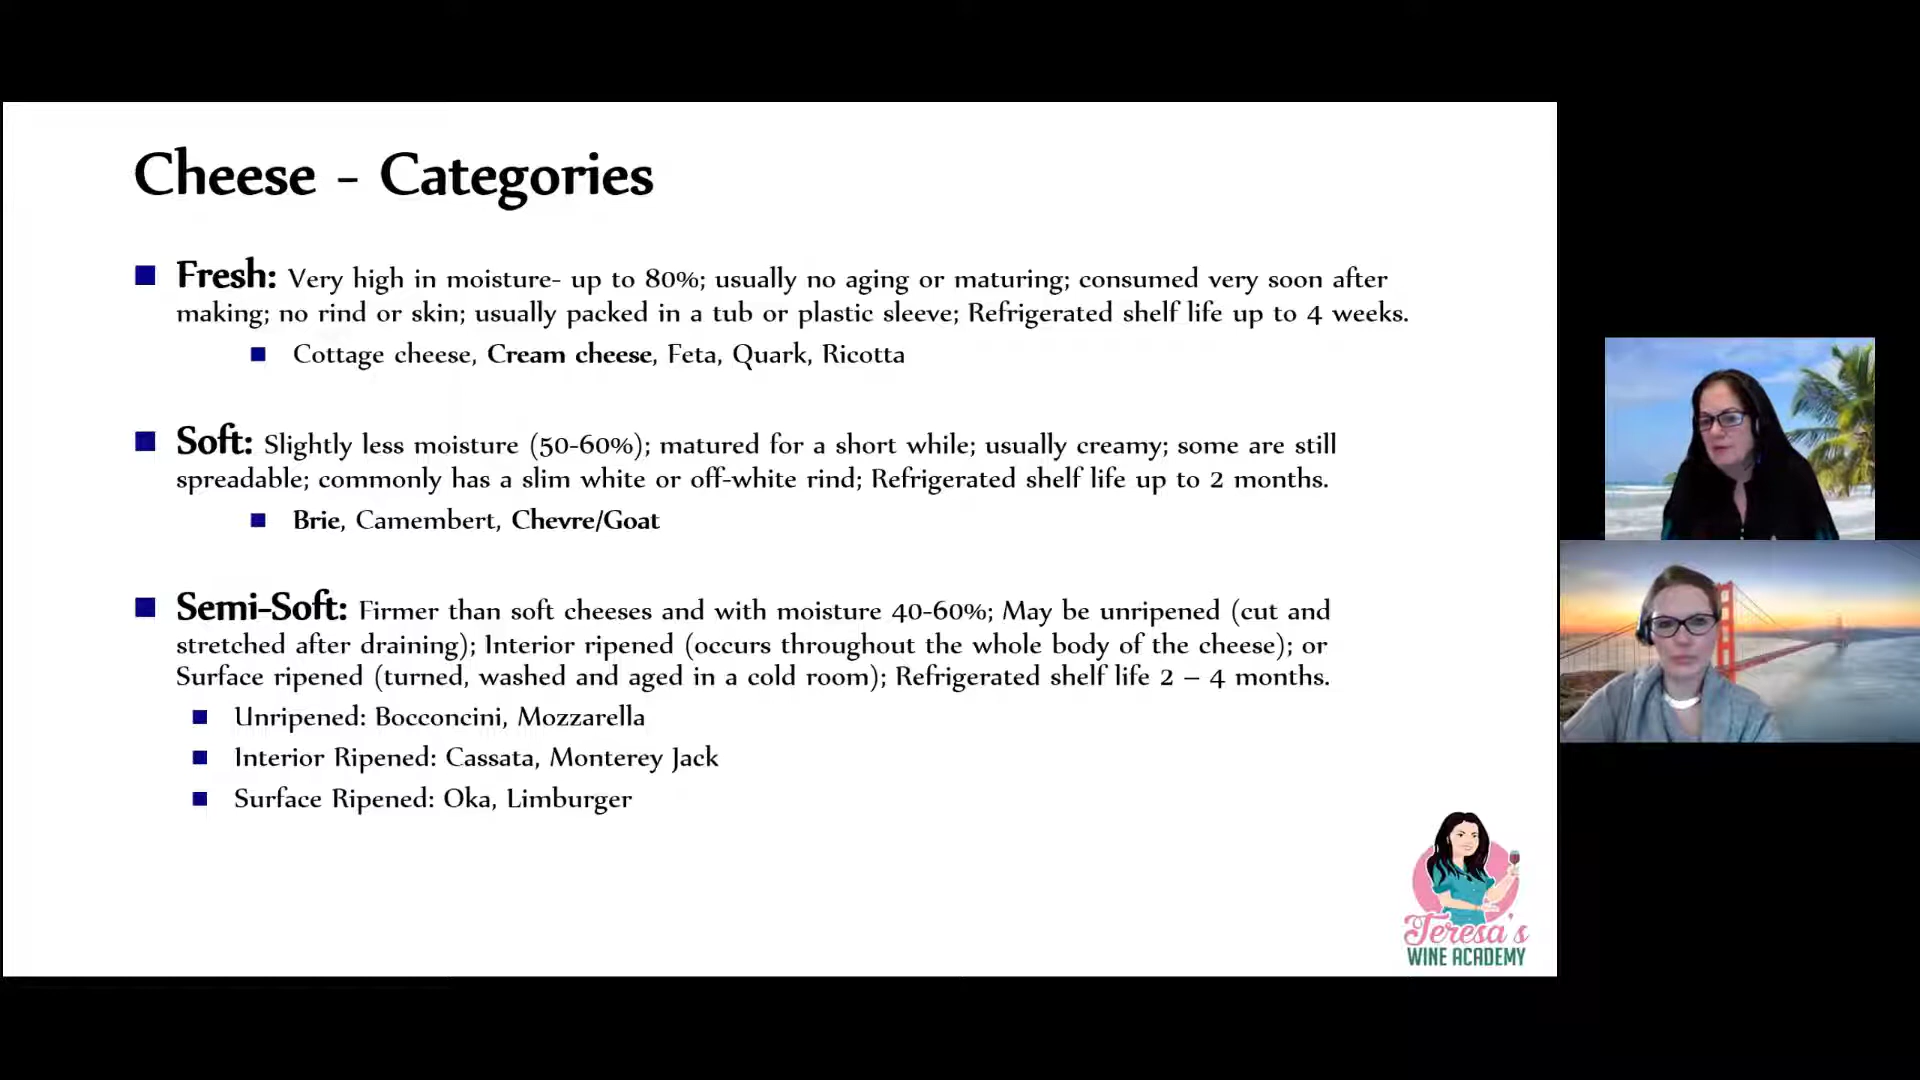 Cheese - Categories
Fresh: Very high in moisture- up to 80%; usually no aging or maturing; consumed very soon after
making; no rind or skin; usually packed in a tub or plastic sleeve; Refrigerated shelf life up to 4 weeks.
Cottage cheese, Cream cheese, Feta, Quark, Ricotta
Soft: Slightly less moisture (50-60%); matured for a short while; usually creamy; some are still
spreadable; commonly has a slim white or off-white rind; Refrigerated shelf life up to 2 months.
Brie, Camembert, Chevre/Goat
Semi-Soft: Firmer than soft cheeses and with moisture 40-60%; May be unripened (cut and
stretched after draining); Interior ripened (occurs throughout the whole body of the cheese); or
Surface ripened (turned, washed and aged in a cold room); Refrigerated shelf life 2 – 4 months.
Unripened: Bocconcini, Mozzarella
Interior Ripened: Cassata, Monterey Jack
Surface Ripened: Oka, Limburger
Teresa's
WINE ACADEMY